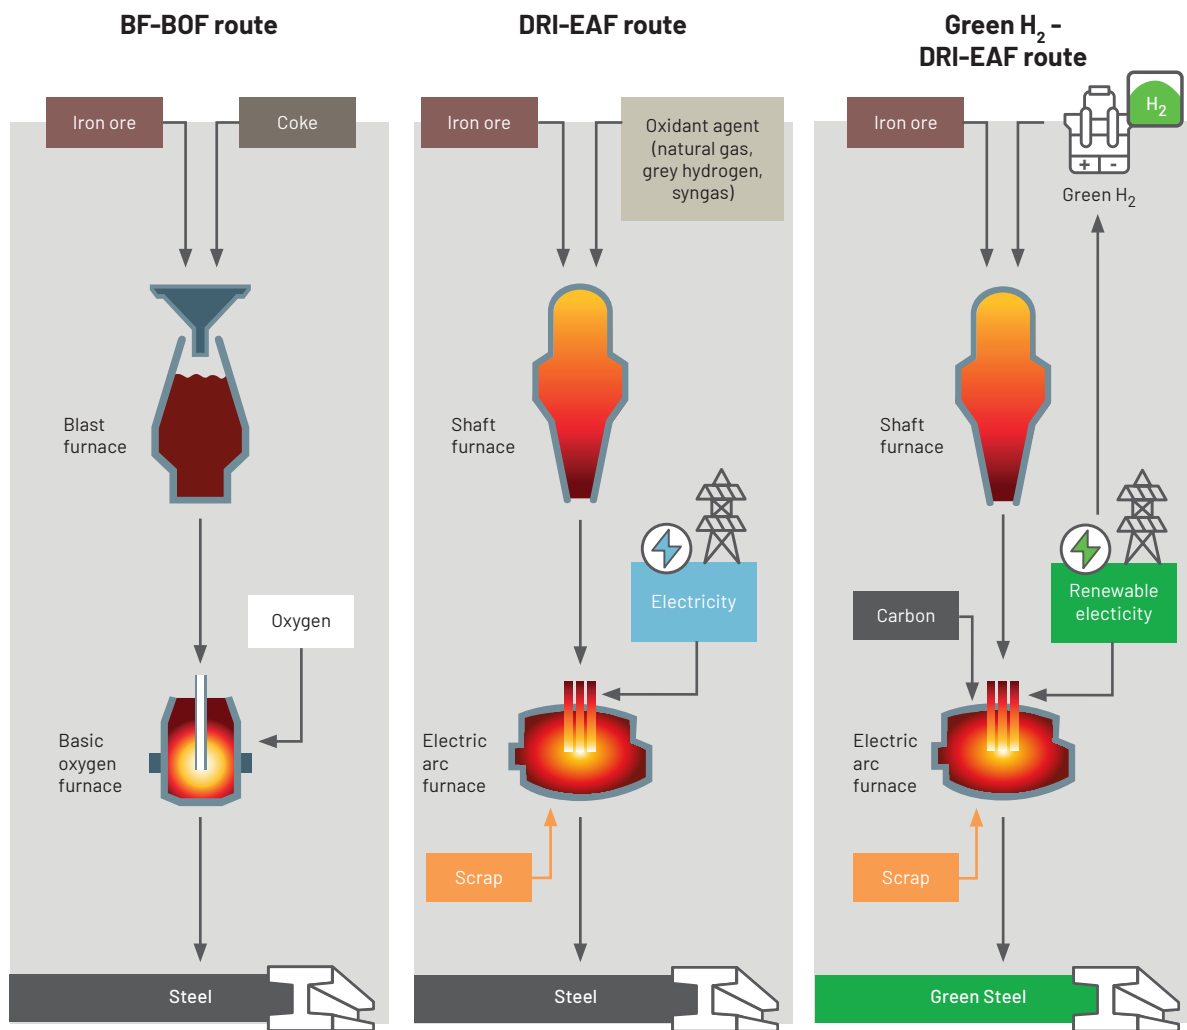 BF-BOF route
Iron ore
Coke
Blast
furnace
Oxygen
Basic
oxygen
furnace
Steel
DRI-EAF route
Iron ore
Oxidant agent
(natural gas,
grey hydrogen,
syngas)
Shaft
furnace
Electricity
Electric
arc
furnace
Scrap
Steel
Green H₂ -
DRI-EAF route
Iron ore
H₂
+ -
Green H₂
Shaft
furnace
Renewable
electicity
Carbon
Electric
arc
furnace
Scrap
Green Steel